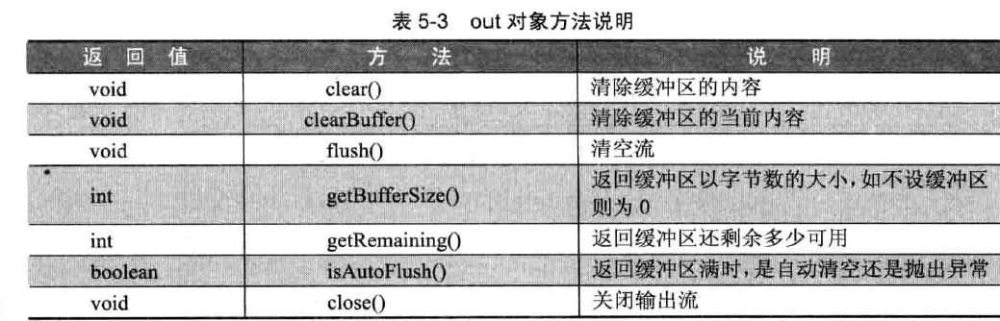 表 5-3 out 对象方法说明
返 回 值 方 法 说 明
void clear() 清除缓冲区的内容
void clearBuffer() 清除缓冲区的当前内容
void flush() 清空流
int getBufferSize() 返回缓冲区以字节数的大小,如不设缓冲区
则为 0
int getRemaining() 返回缓冲区还剩余多少可用
boolean isAutoFlush() 返回缓冲区满时,是自动清空还是抛出异常
void close() 关闭输出流